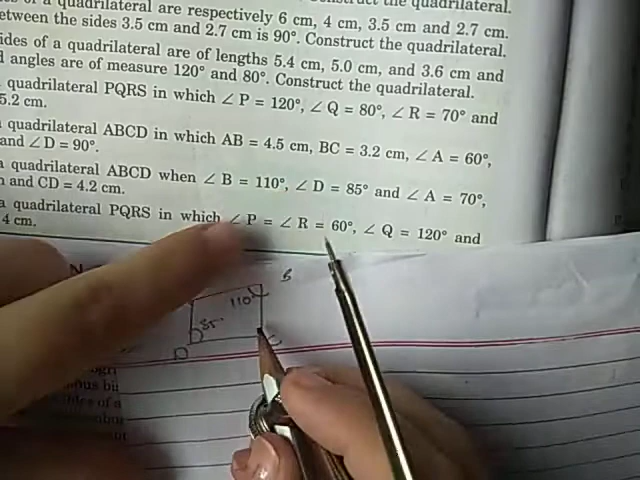 quadrilateral are respectively 6 cm, 4 cm, 3.5 cm and 2.7 cm.
etween the sides 3.5 cm and 2.7 cm is 90°. Construct the quadrilateral.
ides of a quadrilateral are of lengths 5.4 cm, 5.0 cm, and 3.6 cm and
angles are of measure 120° and 80°. Construct the quadrilateral.
quadrilateral PQRS in which ∠ P = 120°, ∠ Q = 80°, ∠ R = 70° and
5.2 cm.
quadrilateral ABCD in which AB = 4.5 cm, BC = 3.2 cm, ∠ A = 60°,
and ∠ D = 90°.
a quadrilateral ABCD when ∠ B = 110°, ∠ D = 85° and ∠ A = 70°,
and CD = 4.2 cm.
a quadrilateral PQRS in which ∠ P = ∠ R = 60°, ∠ Q = 120° and
4 cm.
N
B
110°
85°
D
C